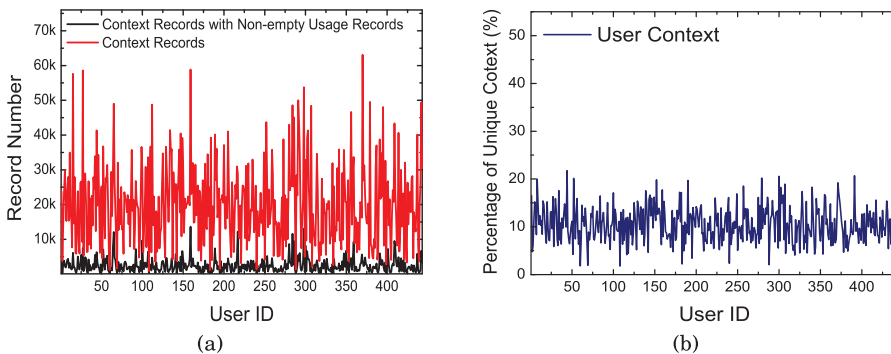 Context Records with Non-empty Usage Records
Context Records
70k
60k
50k
40k
30k
20k
10k
Record Number
50 100 150 200 250 300 350 400
User ID
(a)
User Context
50
40
30
20
10
0
Percentage of Unique Cotext (%)
50 100 150 200 250 300 350 400
User ID
(b)